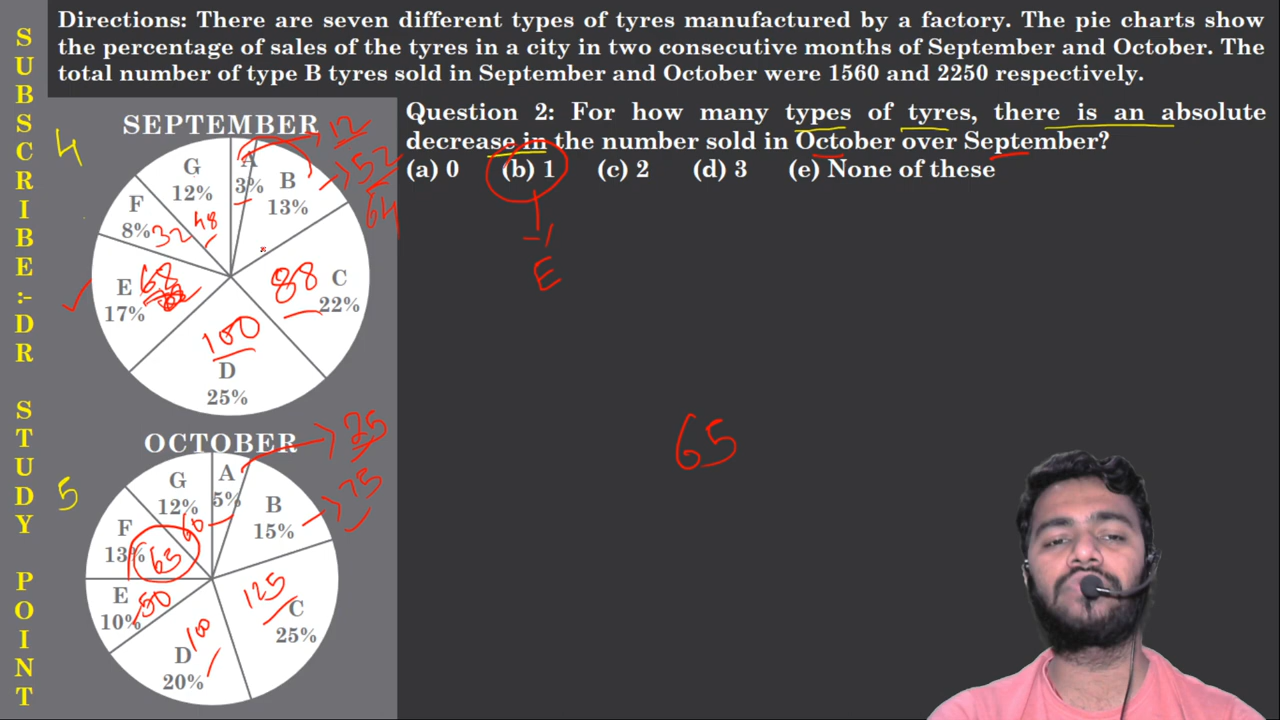 SUBSCRIBE :- DR STUDY POINT
Directions: There are seven different types of tyres manufactured by a factory. The pie charts show
the percentage of sales of the tyres in a city in two consecutive months of September and October. The
total number of type B tyres sold in September and October were 1560 and 2250 respectively.
Question 2: For how many types of tyres, there is an absolute
decrease in the number sold in October over September?
(a) 0 (b) 1 (c) 2 (d) 3 (e) None of these
-1
E
65
SEPTEMBER
4
A
3%
12
B
13%
52
64
C
22%
88
D
25%
100
E
17%
68
F
8%
32
G
12%
48
OCTOBER
5
A
5%
25
B
15%
75
C
25%
125
D
20%
100
E
10%
50
F
13%
G
12%
60